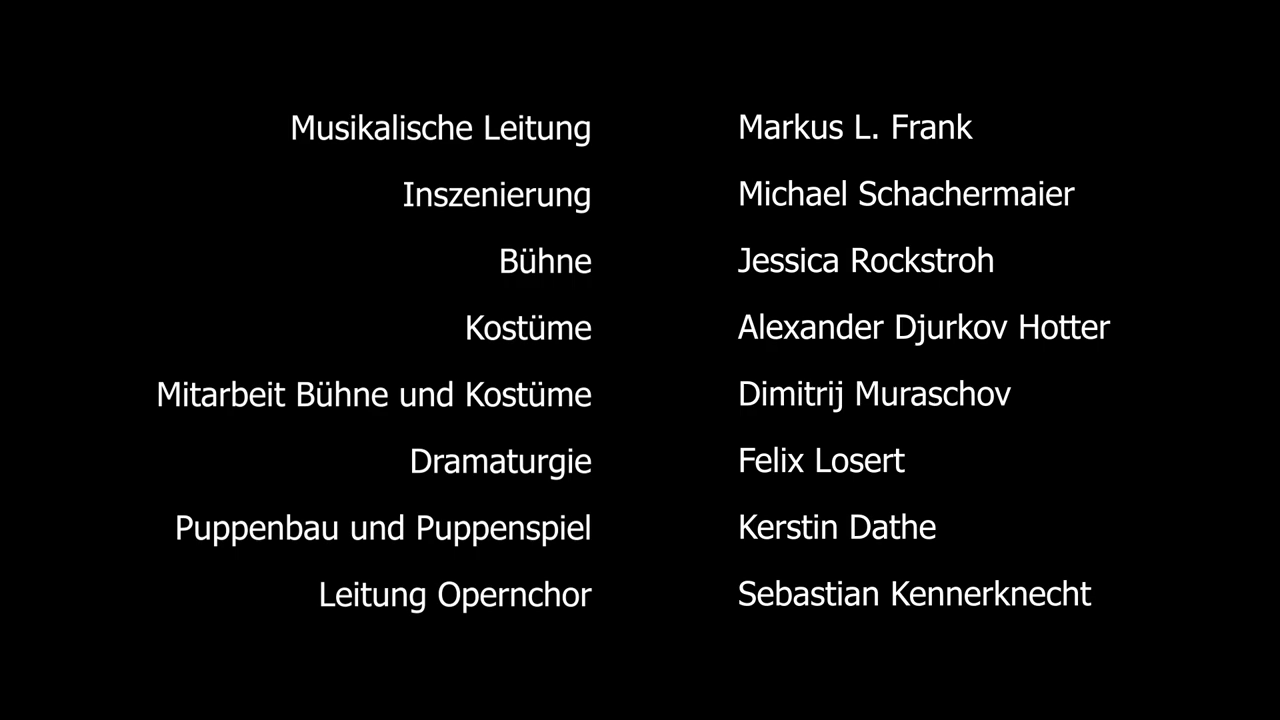 Musikalische Leitung Markus L. Frank
Inszenierung Michael Schachermaier
Bühne Jessica Rockstroh
Kostüme Alexander Djurkov Hotter
Mitarbeit Bühne und Kostüme Dimitrij Muraschov
Dramaturgie Felix Losert
Puppenbau und Puppenspiel Kerstin Dathe
Leitung Opernchor Sebastian Kennerknecht